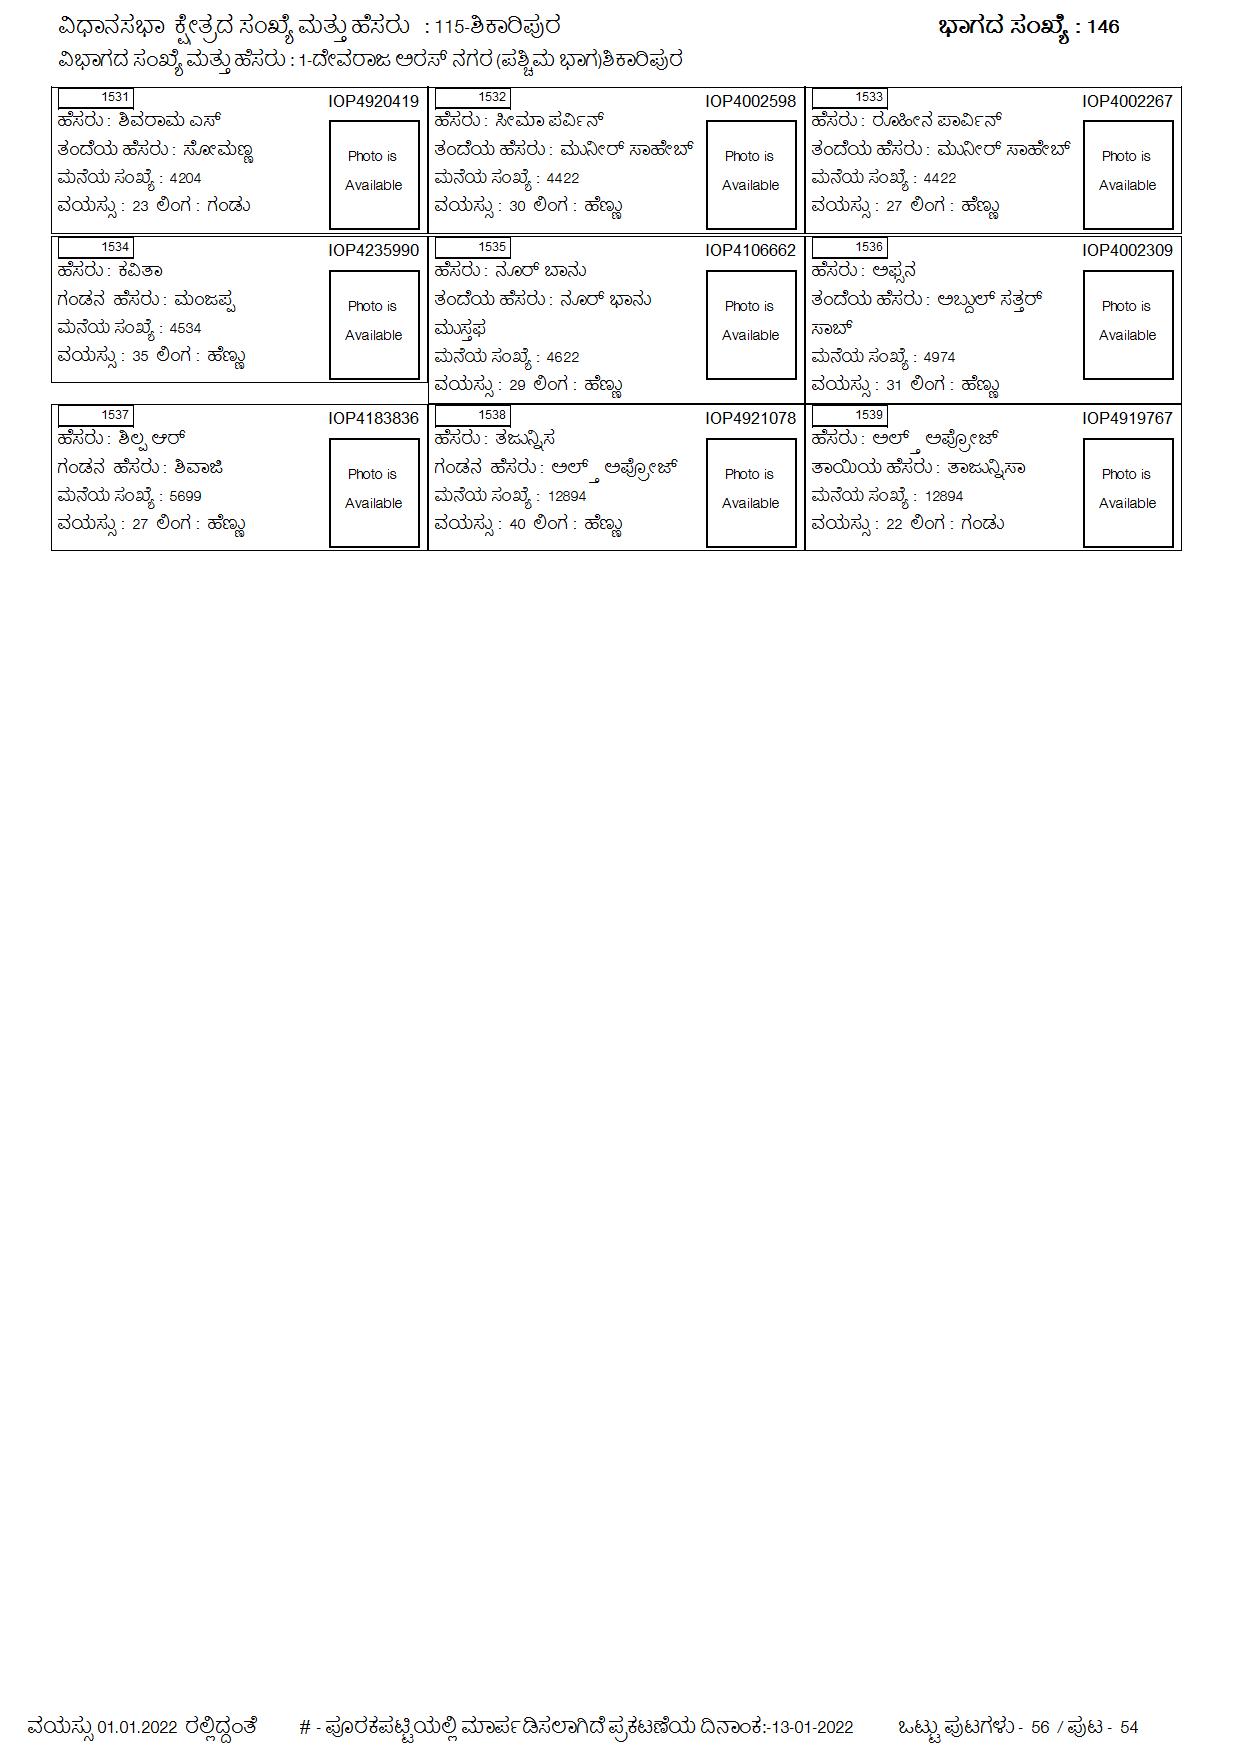 ವಿಧಾನಸಭಾ ಕ್ಷೇತ್ರದ ಸಂಖ್ಯೆ ಮತ್ತು ಹೆಸರು : 115-ಶಿಕಾರಿಪುರ ಭಾಗದ ಸಂಖ್ಯೆ : 146
ವಿಭಾಗದ ಸಂಖ್ಯೆ ಮತ್ತು ಹೆಸರು : 1-ದೇವರಾಜ ಅರಸ್ ನಗರ (ಪಶ್ಚಿಮ ಭಾಗ)ಶಿಕಾರಿಪುರ
1531 IOP4920419
ಹೆಸರು : ಶಿವರಾಮ ಎಸ್
ತಂದೆಯ ಹೆಸರು : ಸೋಮಣ್ಣ
ಮನೆಯ ಸಂಖ್ಯೆ : 4204
ವಯಸ್ಸು : 23 ಲಿಂಗ : ಗಂಡು
Photo is
Available
1532 IOP4002598
ಹೆಸರು : ಸೀಮಾ ಪರ್ವಿನ್
ತಂದೆಯ ಹೆಸರು : ಮುನೀರ್ ಸಾಹೇಬ್
ಮನೆಯ ಸಂಖ್ಯೆ : 4422
ವಯಸ್ಸು : 30 ಲಿಂಗ : ಹೆಣ್ಣು
Photo is
Available
1533 IOP4002267
ಹೆಸರು : ರೂಹೀನ ಪಾರ್ವಿನ್
ತಂದೆಯ ಹೆಸರು : ಮುನೀರ್ ಸಾಹೇಬ್
ಮನೆಯ ಸಂಖ್ಯೆ : 4422
ವಯಸ್ಸು : 27 ಲಿಂಗ : ಹೆಣ್ಣು
Photo is
Available
1534 IOP4235990
ಹೆಸರು : ಕವಿತಾ
ಗಂಡನ ಹೆಸರು : ಮಂಜಪ್ಪ
ಮನೆಯ ಸಂಖ್ಯೆ : 4534
ವಯಸ್ಸು : 35 ಲಿಂಗ : ಹೆಣ್ಣು
Photo is
Available
1535 IOP4106662
ಹೆಸರು : ನೂರ್ ಬಾನು
ತಂದೆಯ ಹೆಸರು : ನೂರ್ ಭಾನು
ಮುಸ್ತಫ
ಮನೆಯ ಸಂಖ್ಯೆ : 4622
ವಯಸ್ಸು : 29 ಲಿಂಗ : ಹೆಣ್ಣು
Photo is
Available
1536 IOP4002309
ಹೆಸರು : ಅಫ್ಸನ
ತಂದೆಯ ಹೆಸರು : ಅಬ್ದುಲ್ ಸತ್ತರ್
ಸಾಬ್
ಮನೆಯ ಸಂಖ್ಯೆ : 4974
ವಯಸ್ಸು : 31 ಲಿಂಗ : ಹೆಣ್ಣು
Photo is
Available
1537 IOP4183836
ಹೆಸರು : ಶಿಲ್ಪ ಆರ್
ಗಂಡನ ಹೆಸರು : ಶಿವಾಜಿ
ಮನೆಯ ಸಂಖ್ಯೆ : 5699
ವಯಸ್ಸು : 27 ಲಿಂಗ : ಹೆಣ್ಣು
Photo is
Available
1538 IOP4921078
ಹೆಸರು : ತಜುನ್ನಿಸ
ಗಂಡನ ಹೆಸರು : ಅಪ್ರೋಜ್
ಮನೆಯ ಸಂಖ್ಯೆ : 12894
ವಯಸ್ಸು : 40 ಲಿಂಗ : ಹೆಣ್ಣು
Photo is
Available
1539 IOP4919767
ಹೆಸರು : ಅಪ್ರೋಜ್
ತಾಯಿಯ ಹೆಸರು : ತಾಜುನ್ನಿಸಾ
ಮನೆಯ ಸಂಖ್ಯೆ : 12894
ವಯಸ್ಸು : 22 ಲಿಂಗ : ಗಂಡು
Photo is
Available
ವಯಸ್ಸು 01.01.2022 ರಲ್ಲಿದ್ದಂತೆ # - ಪೂರಕಪಟ್ಟಿಯಲ್ಲಿ ಮಾರ್ಪಡಿಸಲಾಗಿದೆ ಪ್ರಕಟಣೆಯ ದಿನಾಂಕ:-13-01-2022 ಒಟ್ಟು ಪುಟಗಳು - 56 / ಪುಟ - 54